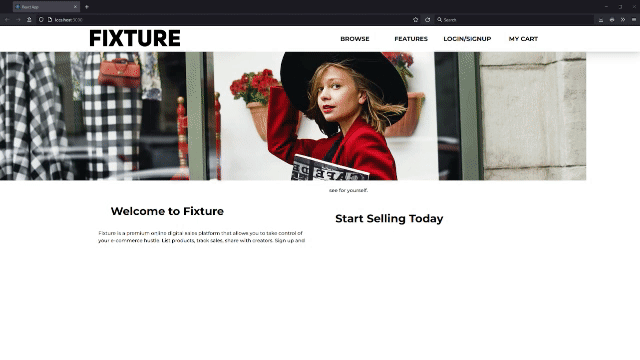 React App
localhost:3000
Search
FIXTURE
BROWSE
FEATURES
LOGIN/SIGNUP
MY CART
see for yourself.
Welcome to Fixture
Start Selling Today
Fixture is a premium online digital sales platform that allows you to take control of
your e-commerce hustle. List products, track sales, share with creators. Sign up and